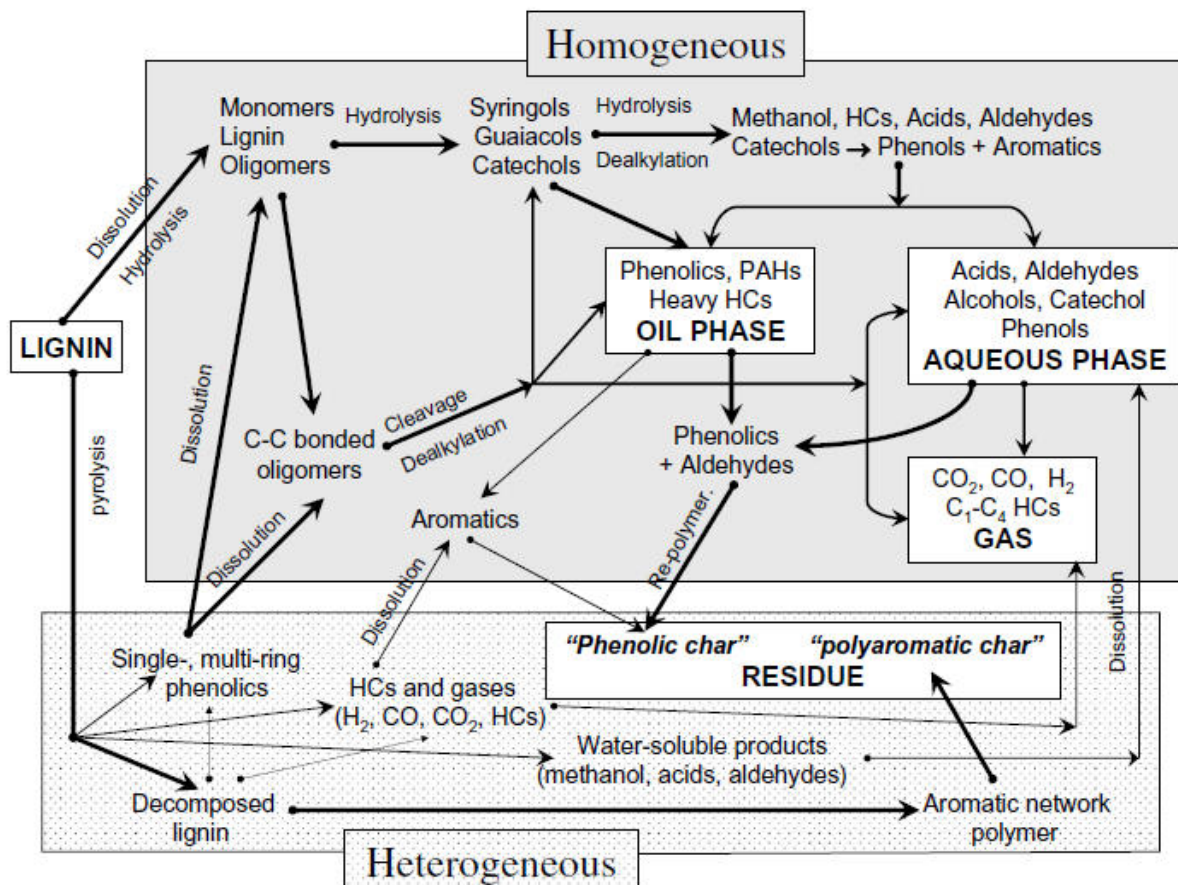 Homogeneous
Monomers
Lignin
Oligomers
Hydrolysis
Syringols
Guaiacols
Catechols
Hydrolysis
Dealkylation
Methanol, HCs, Acids, Aldehydes
Catechols → Phenols + Aromatics
Dissolution
Hydrolysis
LIGNIN
Phenolics, PAHs
Heavy HCs
OIL PHASE
Acids, Aldehydes
Alcohols, Catechol
Phenols
AQUEOUS PHASE
pyrolysis
Dissolution
C-C bonded
oligomers
Cleavage
Dealkylation
Phenolics
+ Aldehydes
CO₂, CO, H₂
C₁-C₄ HCs
GAS
Dissolution
Aromatics
Re-polymer.
Dissolution
Dissolution
Single-, multi-ring
phenolics
HCs and gases
(H₂, CO, CO₂, HCs)
“Phenolic char” “polyaromatic char”
RESIDUE
Water-soluble products
(methanol, acids, aldehydes)
Decomposed
lignin
Aromatic network
polymer
Heterogeneous